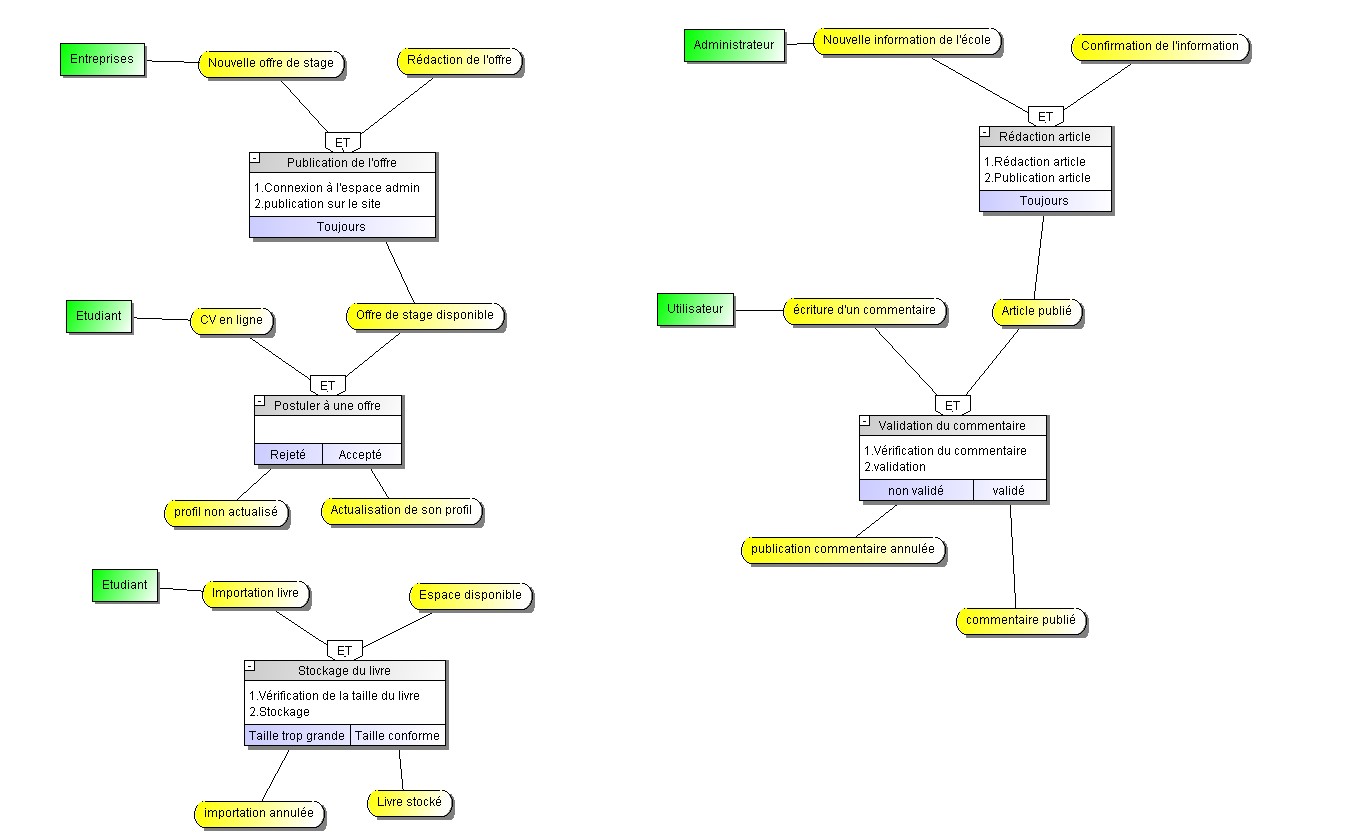 Entreprises
Nouvelle offre de stage
Rédaction de l'offre
ET
-
Publication de l'offre
1.Connexion à l'espace admin
2.publication sur le site
Toujours
Etudiant
CV en ligne
Offre de stage disponible
ET
-
Postuler à une offre
Rejeté
Accepté
profil non actualisé
Actualisation de son profil
Etudiant
Importation livre
Espace disponible
ET
-
Stockage du livre
1.Vérification de la taille du livre
2.Stockage
Taille trop grande
Taille conforme
importation annulée
Livre stocké
Administrateur
Nouvelle information de l'école
Confirmation de l'information
ET
-
Rédaction article
1.Rédaction article
2.Publication article
Toujours
Utilisateur
écriture d'un commentaire
Article publié
ET
-
Validation du commentaire
1.Vérification du commentaire
2.validation
non validé
validé
publication commentaire annulée
commentaire publié